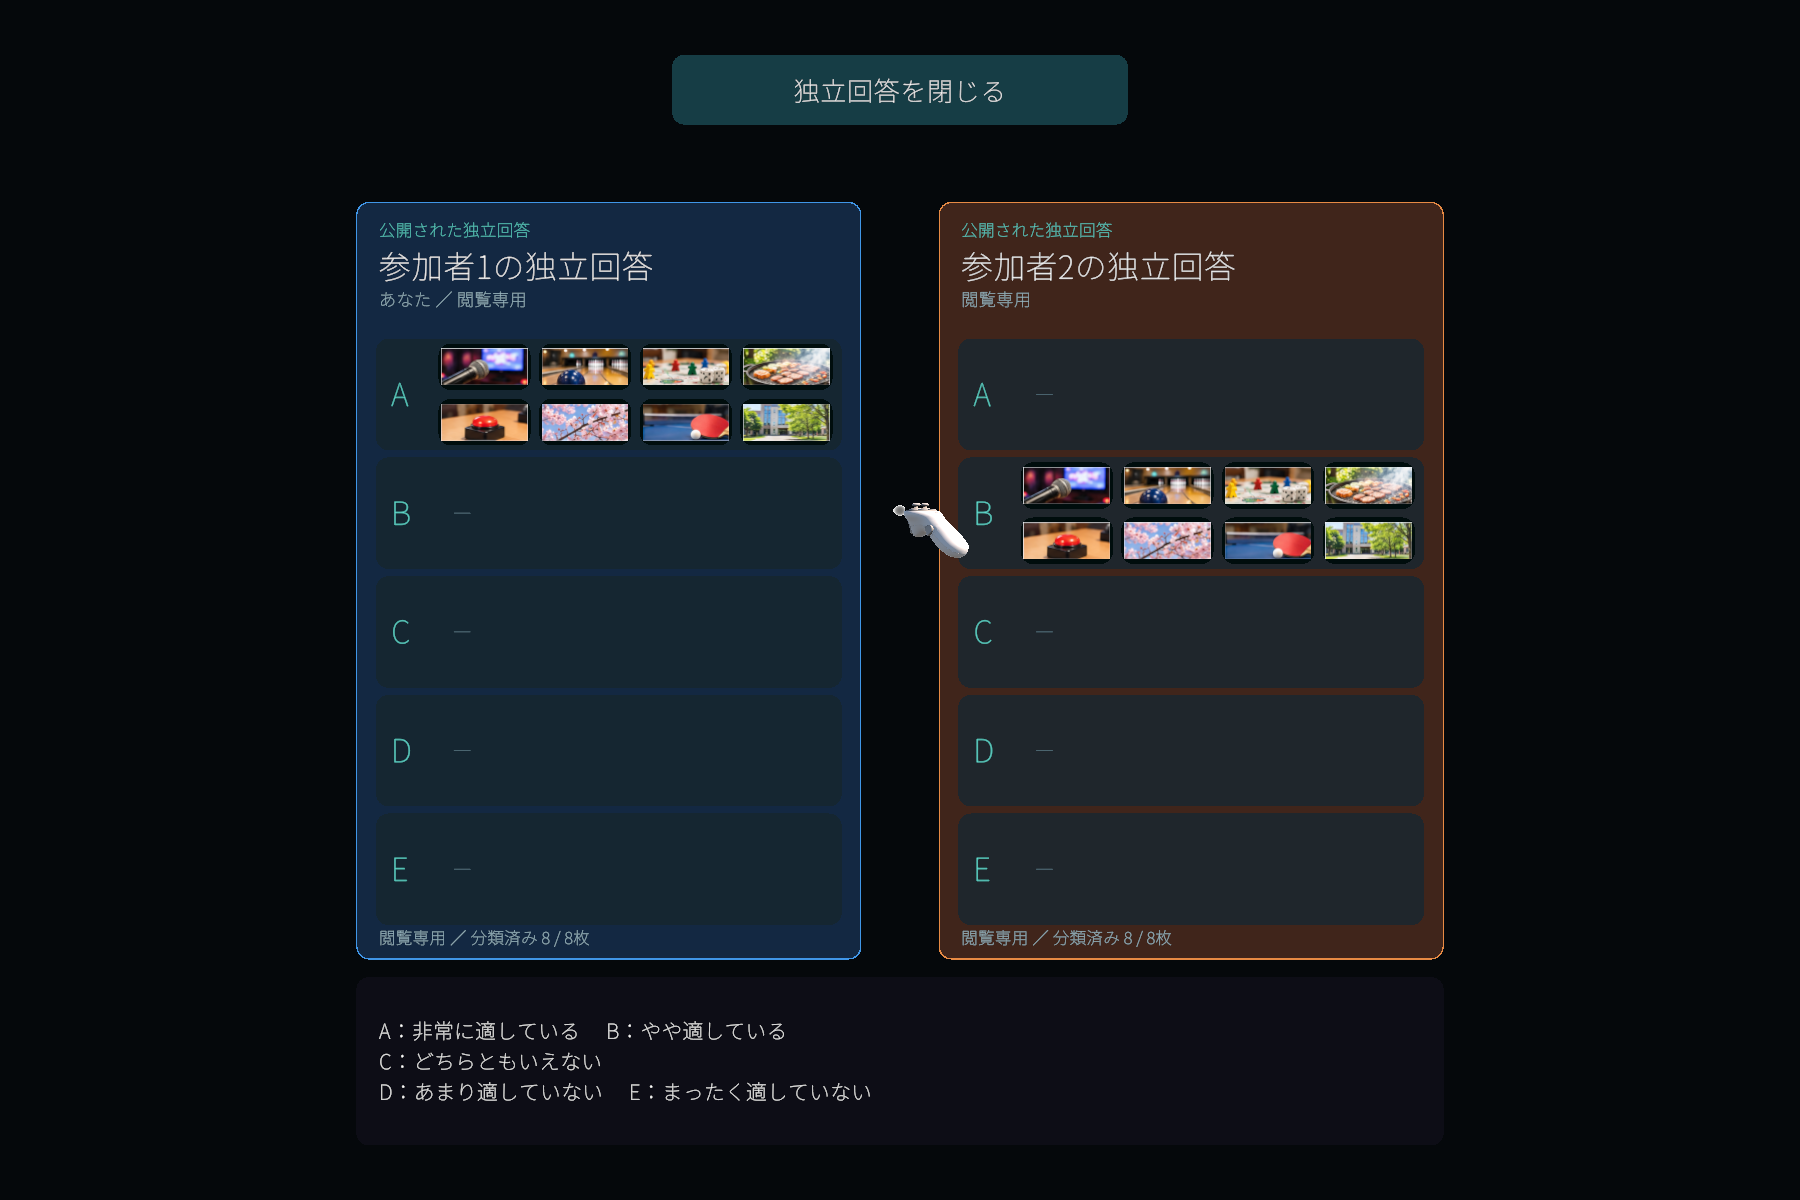 独立回答を閉じる
公開された独立回答
参加者1の独立回答
あなた ／ 閲覧専用
A
B
—
C
—
D
—
E
—
閲覧専用 ／ 分類済み 8 / 8枚
公開された独立回答
参加者2の独立回答
閲覧専用
A
—
B
C
—
D
—
E
—
閲覧専用 ／ 分類済み 8 / 8枚
A：非常に適している　B：やや適している
C：どちらともいえない
D：あまり適していない　E：まったく適していない